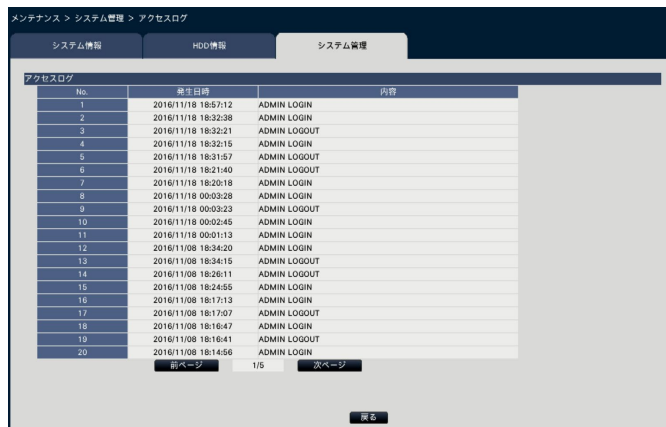 メンテナンス > システム管理 > アクセスログ
システム情報 HDD情報 システム管理
アクセスログ
No. 発生日時 内容
1 2016/11/18 18:57:12 ADMIN LOGIN
2 2016/11/18 18:32:38 ADMIN LOGIN
3 2016/11/18 18:32:21 ADMIN LOGOUT
4 2016/11/18 18:32:15 ADMIN LOGIN
5 2016/11/18 18:31:57 ADMIN LOGOUT
6 2016/11/18 18:21:40 ADMIN LOGOUT
7 2016/11/18 18:20:18 ADMIN LOGIN
8 2016/11/18 00:03:28 ADMIN LOGIN
9 2016/11/18 00:03:23 ADMIN LOGOUT
10 2016/11/18 00:02:45 ADMIN LOGIN
11 2016/11/18 00:01:13 ADMIN LOGIN
12 2016/11/08 18:34:20 ADMIN LOGIN
13 2016/11/08 18:34:15 ADMIN LOGOUT
14 2016/11/08 18:26:11 ADMIN LOGOUT
15 2016/11/08 18:24:55 ADMIN LOGIN
16 2016/11/08 18:17:13 ADMIN LOGIN
17 2016/11/08 18:17:07 ADMIN LOGOUT
18 2016/11/08 18:16:47 ADMIN LOGIN
19 2016/11/08 18:16:41 ADMIN LOGOUT
20 2016/11/08 18:14:56 ADMIN LOGIN
前ページ 1/5 次ページ
戻る